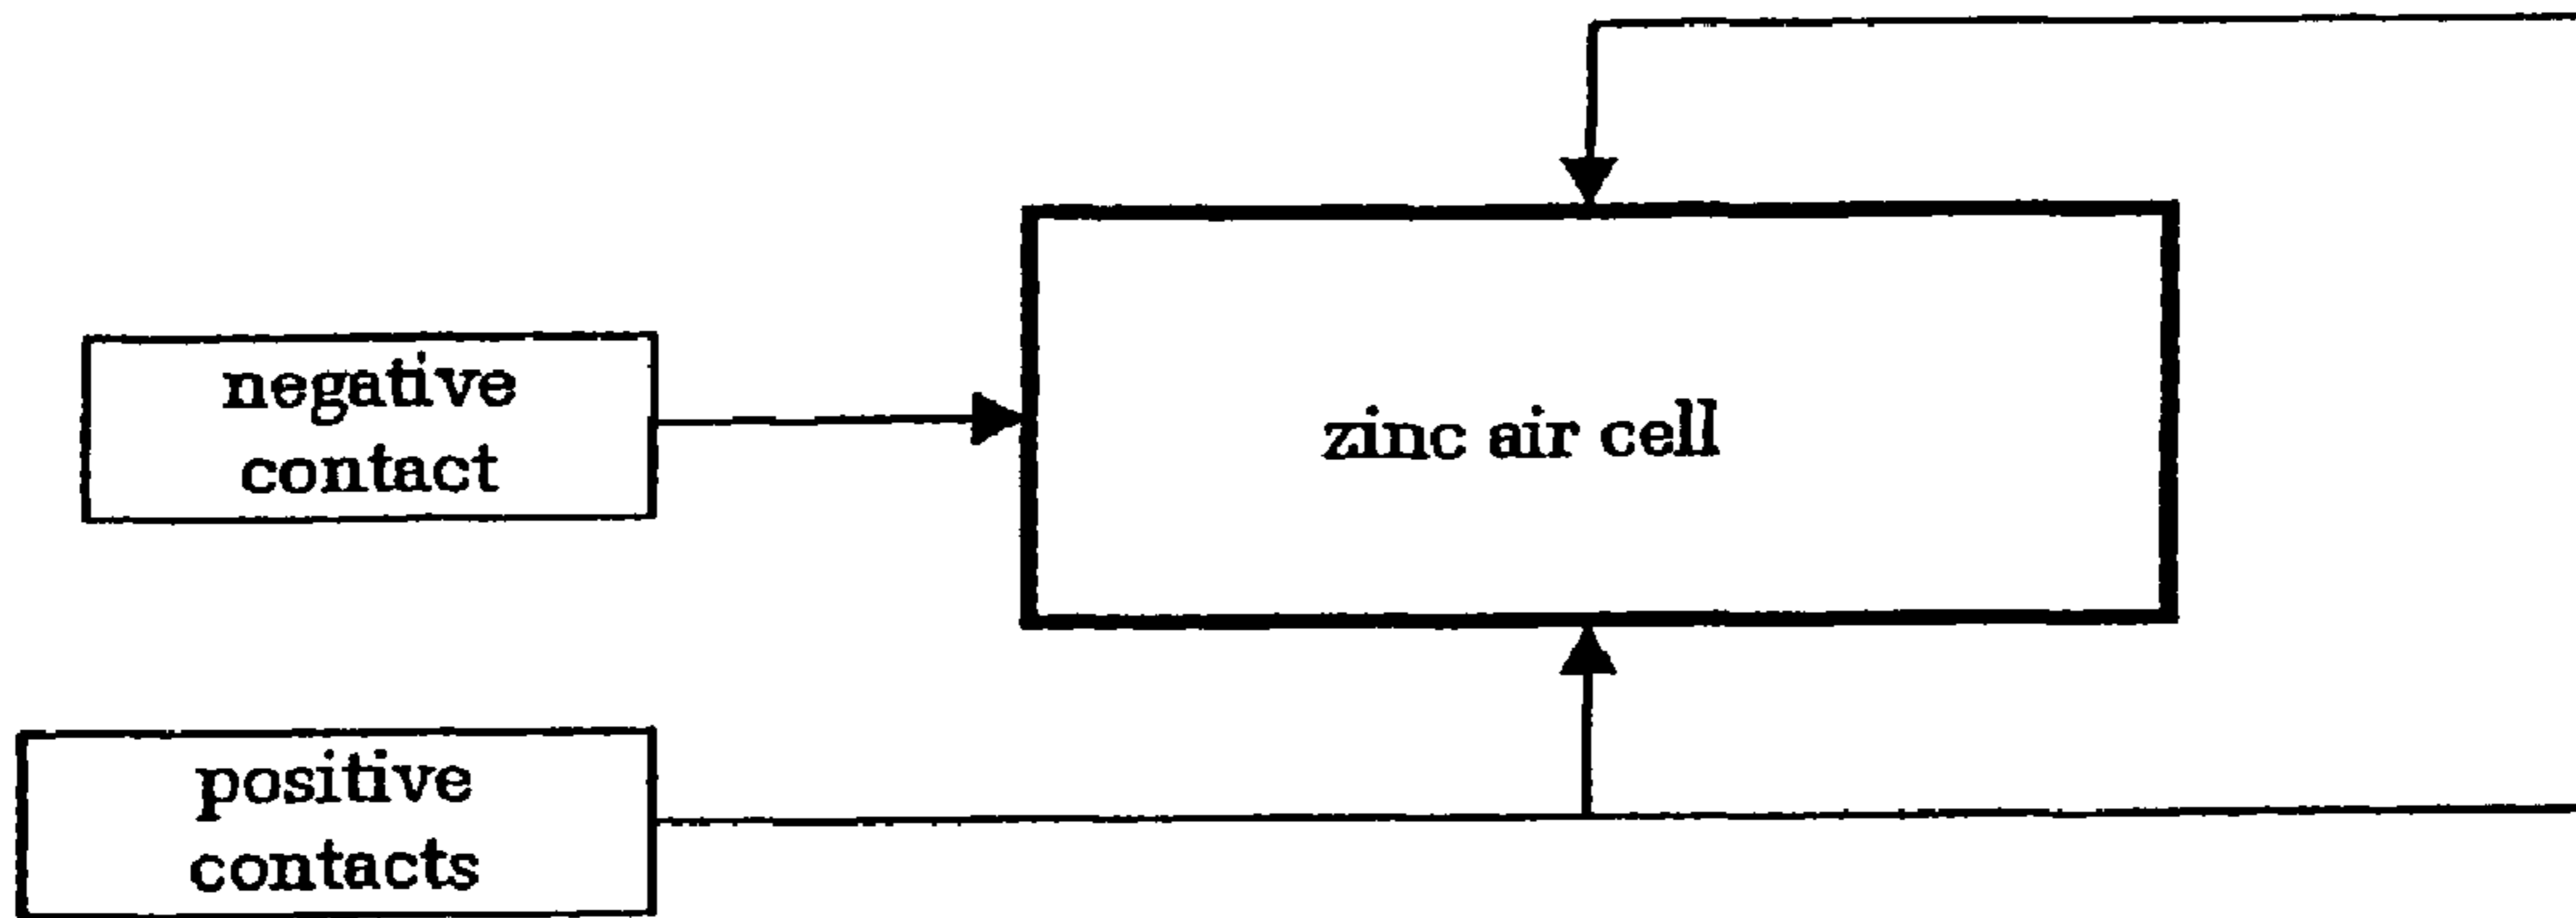 negative
contact
zinc air cell
positive
contacts